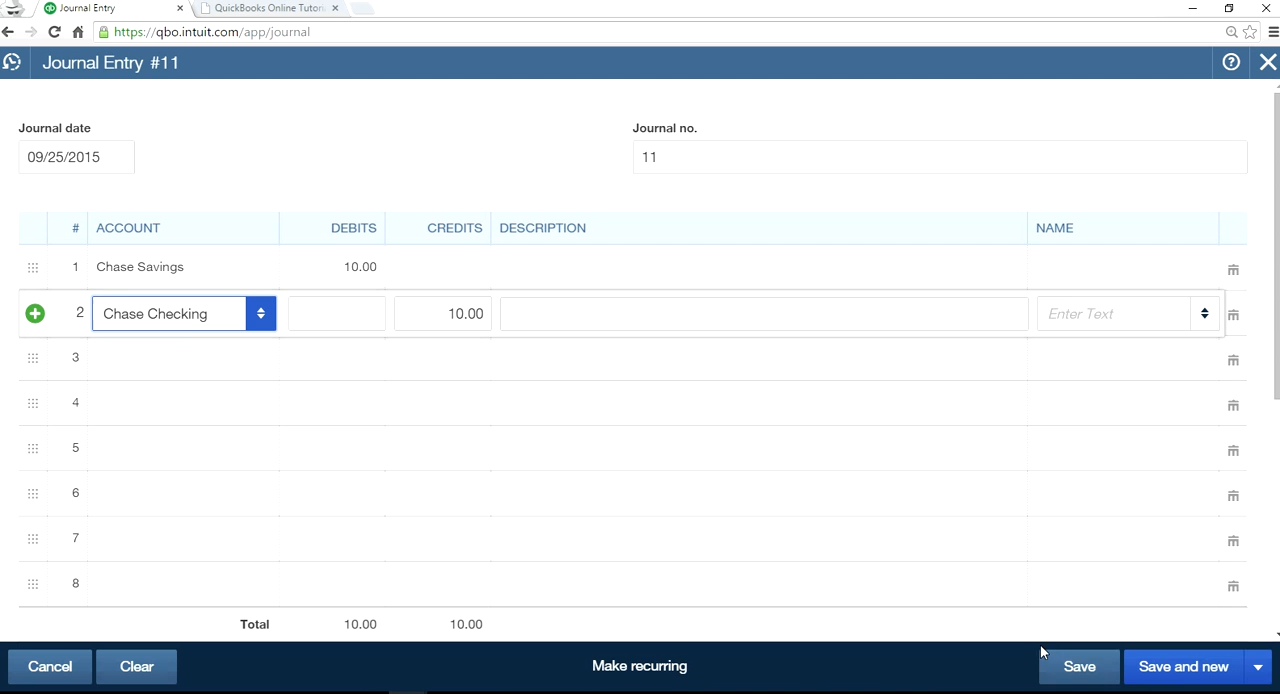 qb Journal Entry
QuickBooks Online Tutori
https://qbo.intuit.com/app/journal
Journal Entry #11
Journal date
Journal no.
09/25/2015
11
# ACCOUNT DEBITS CREDITS DESCRIPTION NAME
1 Chase Savings 10.00
2 Chase Checking 10.00 Enter Text
3
4
5
6
7
8
Total 10.00 10.00
Cancel Clear Make recurring Save Save and new